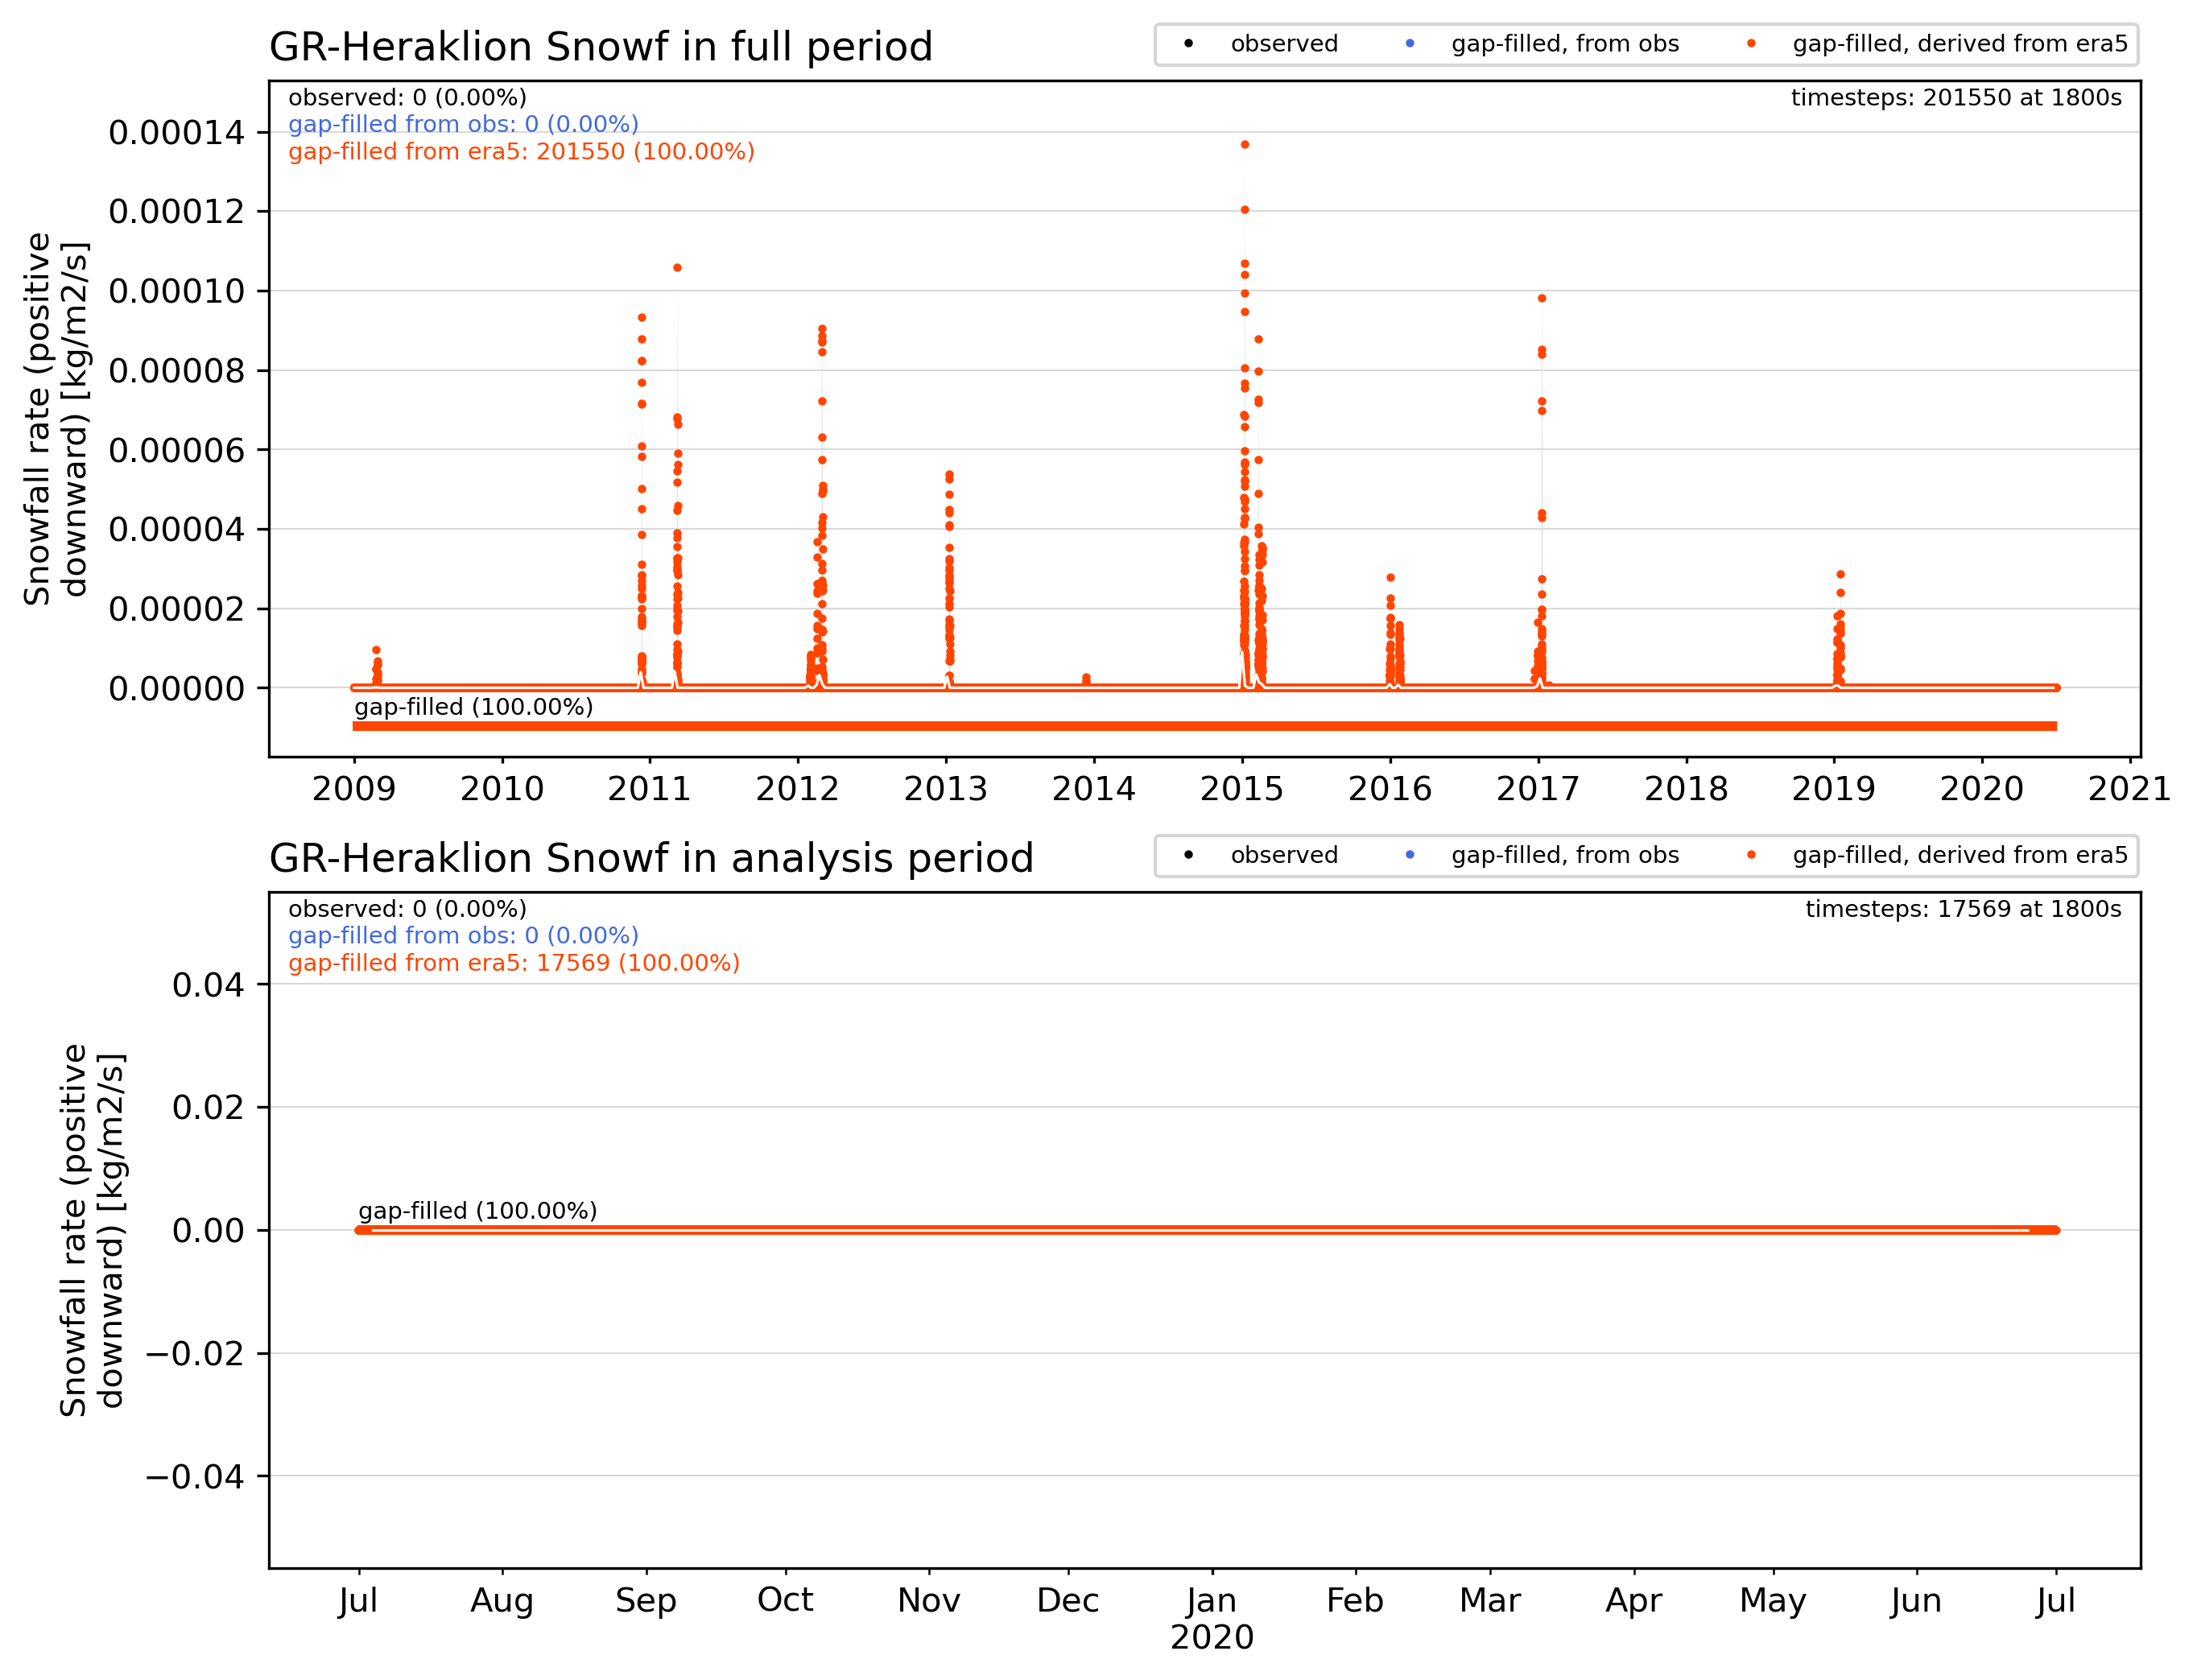 GR-Heraklion Snowf in full period
observed
gap-filled, from obs
gap-filled, derived from era5
observed: 0 (0.00%)
gap-filled from obs: 0 (0.00%)
gap-filled from era5: 201550 (100.00%)
timesteps: 201550 at 1800s
Snowfall rate (positive
downward) [kg/m2/s]
0.00014
0.00012
0.00010
0.00008
0.00006
0.00004
0.00002
0.00000
gap-filled (100.00%)
2009 2010 2011 2012 2013 2014 2015 2016 2017 2018 2019 2020 2021
GR-Heraklion Snowf in analysis period
observed
gap-filled, from obs
gap-filled, derived from era5
observed: 0 (0.00%)
gap-filled from obs: 0 (0.00%)
gap-filled from era5: 17569 (100.00%)
timesteps: 17569 at 1800s
Snowfall rate (positive
downward) [kg/m2/s]
0.04
0.02
0.00
−0.02
−0.04
gap-filled (100.00%)
Jul Aug Sep Oct Nov Dec Jan Feb Mar Apr May Jun Jul
2020